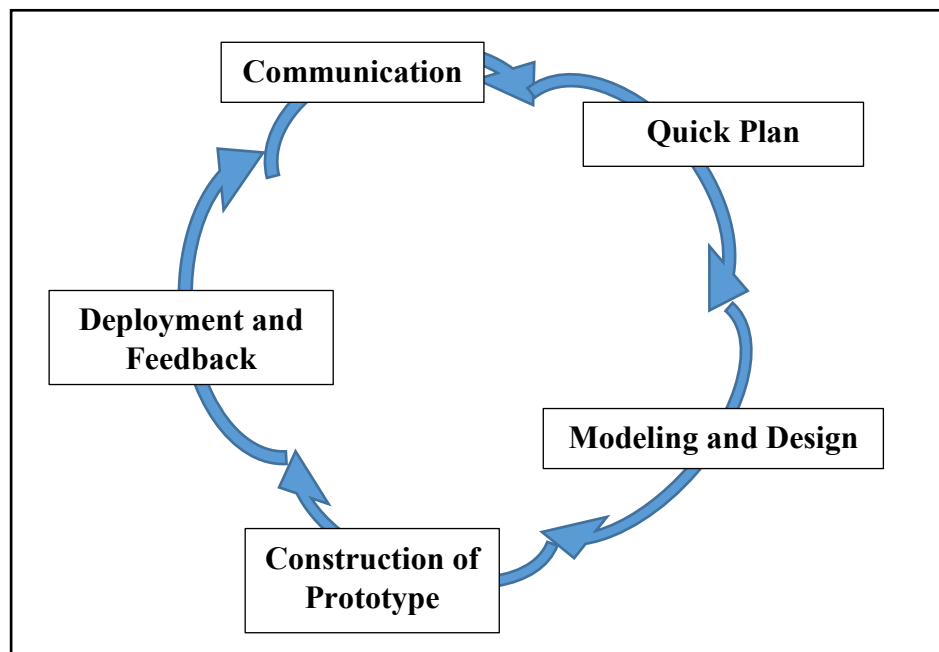 Communication
Quick Plan
Modeling and Design
Construction of
Prototype
Deployment and
Feedback